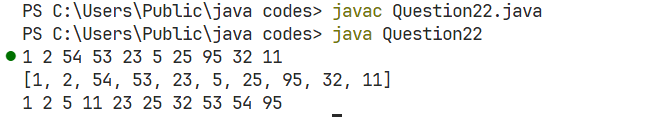 PS C:\Users\Public\java codes> javac Question22.java
PS C:\Users\Public\java codes> java Question22
1 2 54 53 23 5 25 95 32 11
[1, 2, 54, 53, 23, 5, 25, 95, 32, 11]
1 2 5 11 23 25 32 53 54 95